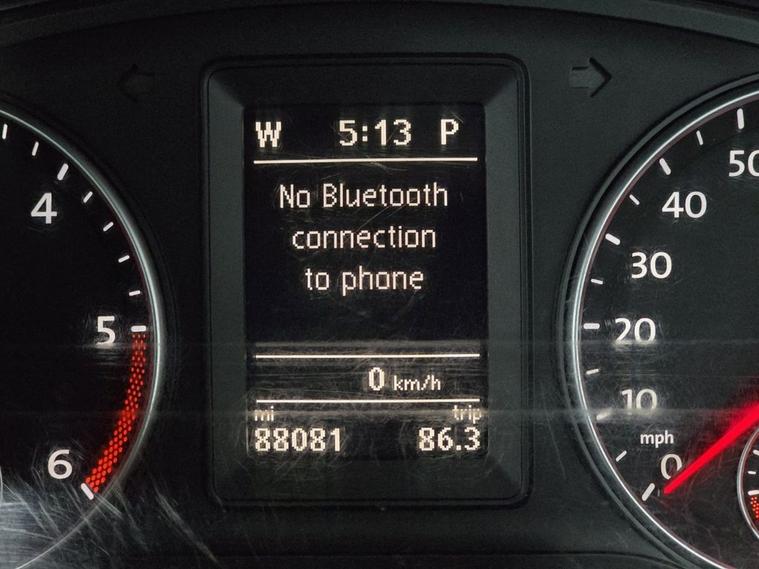 W 5:13 P
No Bluetooth
connection
to phone
0 km/h
mi trip
88081 86.3
4
5
6
50
40
30
20
10
mph
0